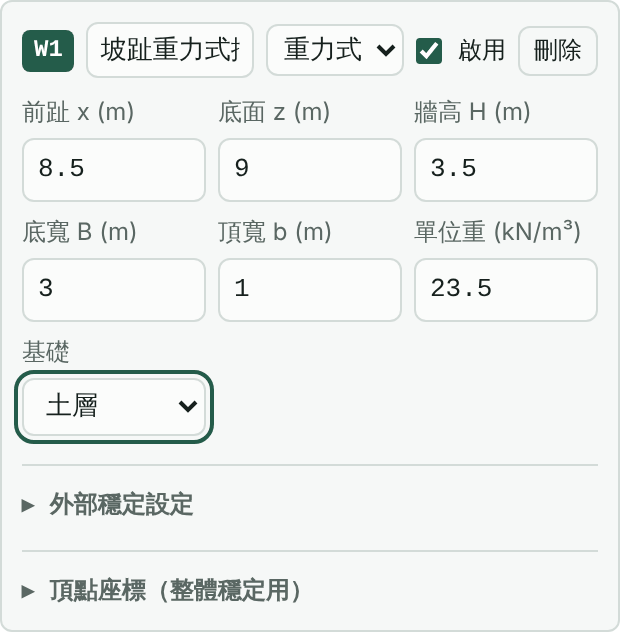 W1 坡趾重力式 重力式 啟用 刪除
前趾 x (m) 底面 z (m) 牆高 H (m)
8.5 9 3.5
底寬 B (m) 頂寬 b (m) 單位重 (kN/m³)
3 1 23.5
基礎
土層
▸ 外部穩定設定
▸ 頂點座標（整體穩定用）